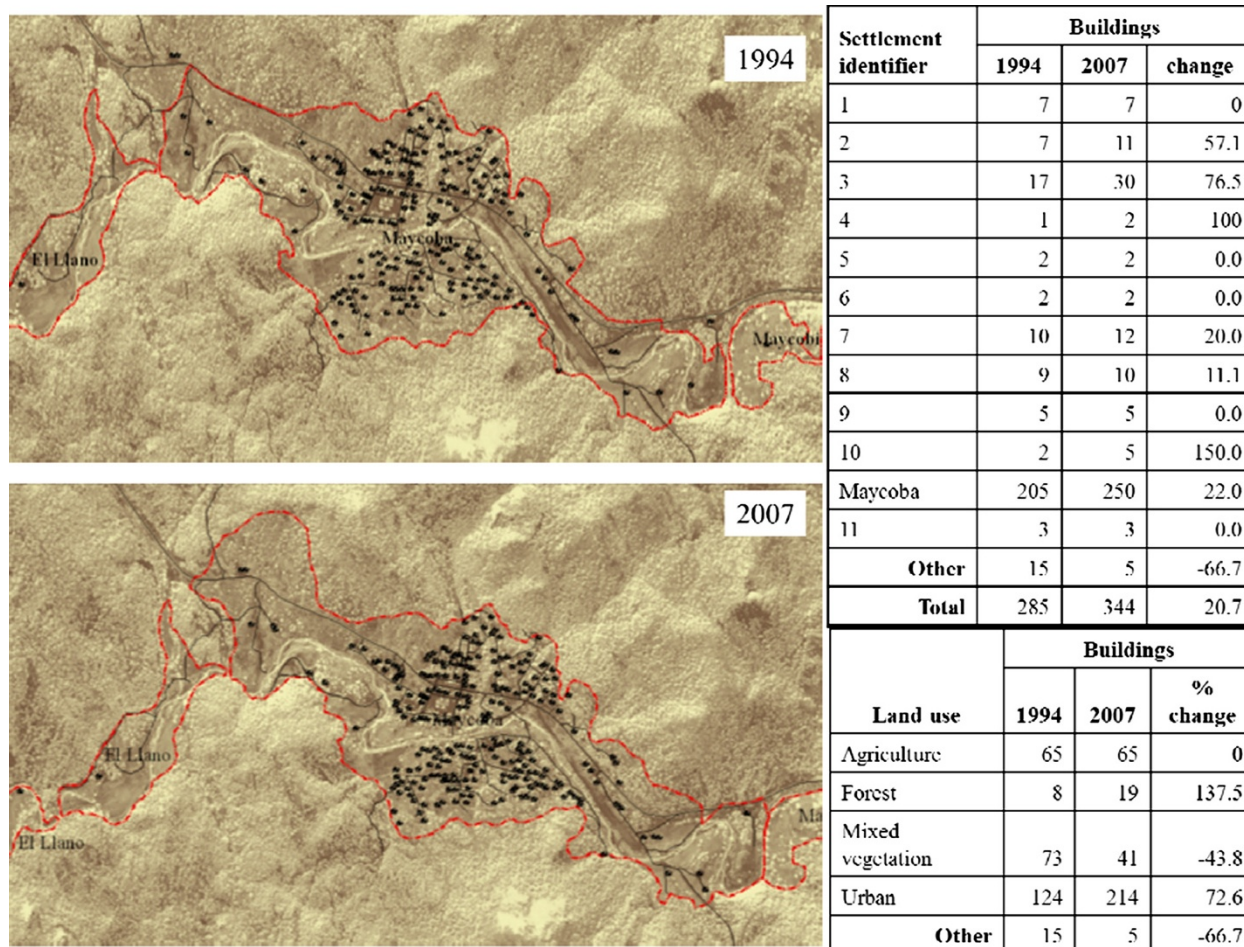 1994
El Llano
Maycoba
Maycobi
2007
El Llano
El Llano
Maycoba
Ma
Settlement identifier Buildings
1994 2007 change
1 7 7 0
2 7 11 57.1
3 17 30 76.5
4 1 2 100
5 2 2 0.0
6 2 2 0.0
7 10 12 20.0
8 9 10 11.1
9 5 5 0.0
10 2 5 150.0
Maycoba 205 250 22.0
11 3 3 0.0
Other 15 5 -66.7
Total 285 344 20.7
Buildings
Land use 1994 2007 % change
Agriculture 65 65 0
Forest 8 19 137.5
Mixed vegetation 73 41 -43.8
Urban 124 214 72.6
Other 15 5 -66.7